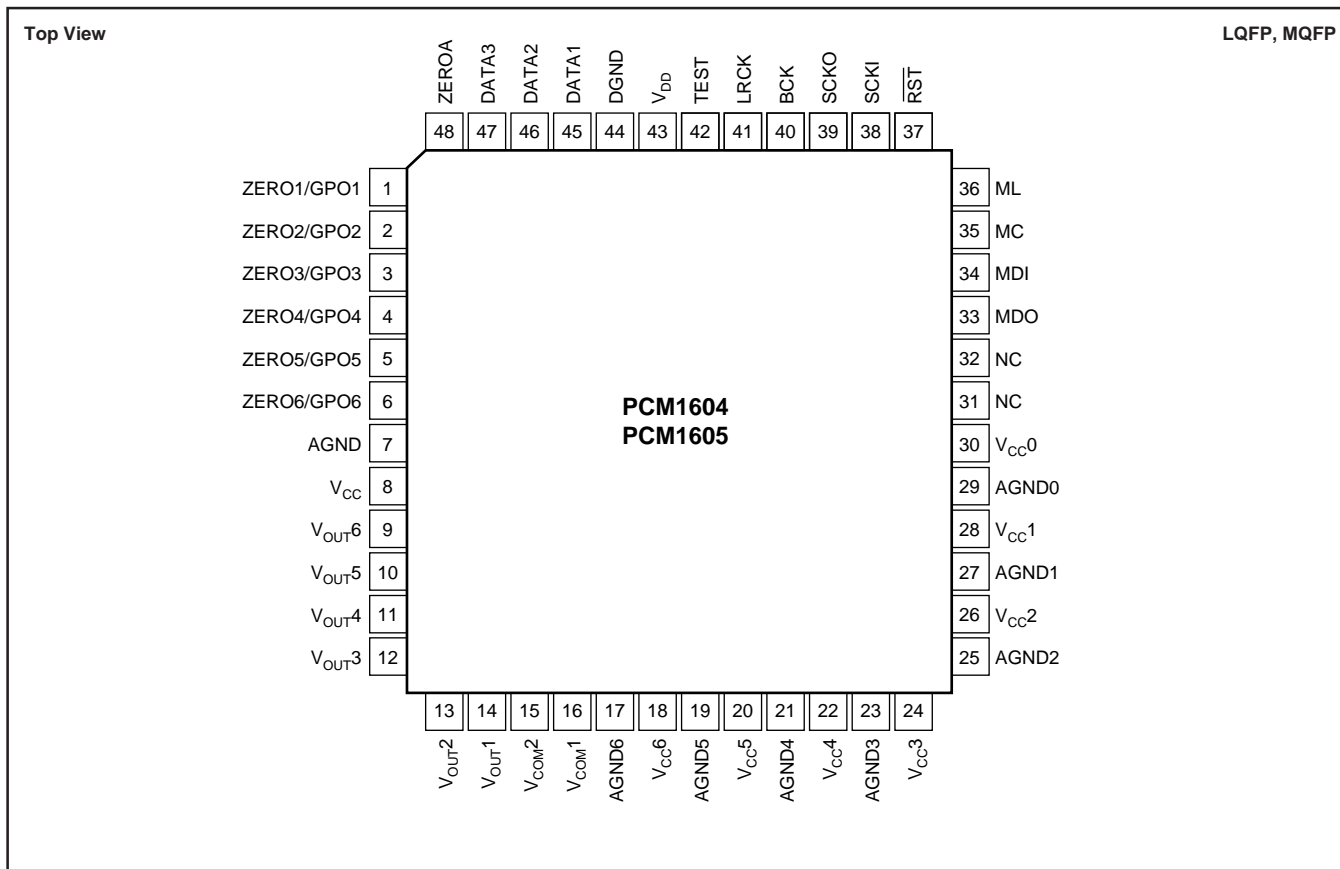 Top View
LQFP, MQFP
ZEROA
DATA3
DATA2
DATA1
DGND
VDD
TEST
LRCK
BCK
SCKO
SCKI
RST
48 47 46 45 44 43 42 41 40 39 38 37
ZERO1/GPO1 1
ZERO2/GPO2 2
ZERO3/GPO3 3
ZERO4/GPO4 4
ZERO5/GPO5 5
ZERO6/GPO6 6
AGND 7
VCC 8
VOUT6 9
VOUT5 10
VOUT4 11
VOUT3 12
PCM1604
PCM1605
36 ML
35 MC
34 MDI
33 MDO
32 NC
31 NC
30 VCC0
29 AGND0
28 VCC1
27 AGND1
26 VCC2
25 AGND2
13 14 15 16 17 18 19 20 21 22 23 24
VOUT2
VOUT1
VCOM2
VCOM1
AGND6
VCC6
AGND5
VCC5
AGND4
VCC4
AGND3
VCC3